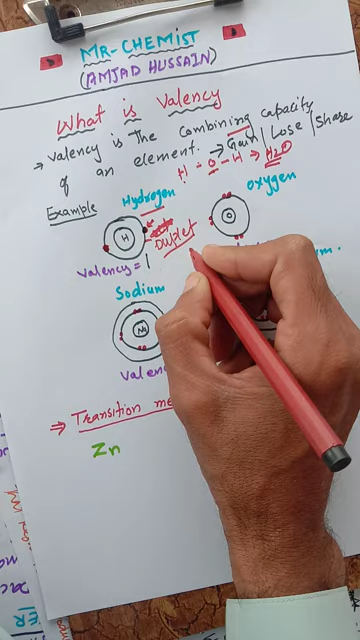 MR-CHEMIST
(AMJAD HUSSAIN)
What is Valency
→ Valency is The Combining Capacity
of an element. → Gain | Lose | Share
H - O - H → H2O
Example
Hydrogen
oxygen
H
O
Duplet
Valency = 1
Sodium
Na
Valen
⇒ Transition me
Zn